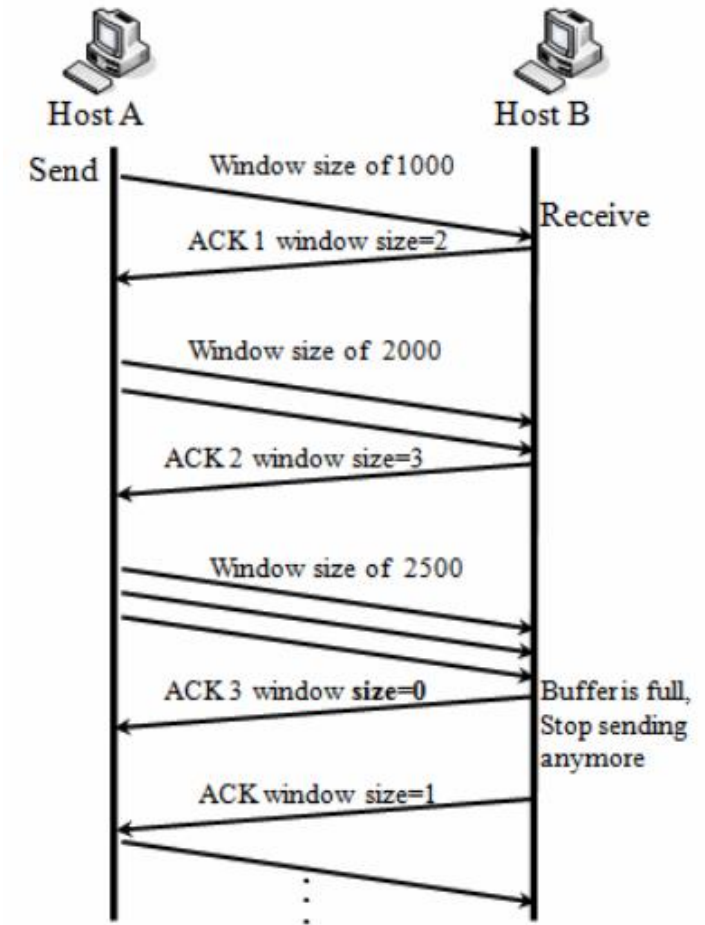 Host A
Host B
Send
Window size of 1000
Receive
ACK 1 window size=2
Window size of 2000
ACK 2 window size=3
Window size of 2500
ACK 3 window size=0
Buffer is full,
Stop sending
anymore
ACK window size=1